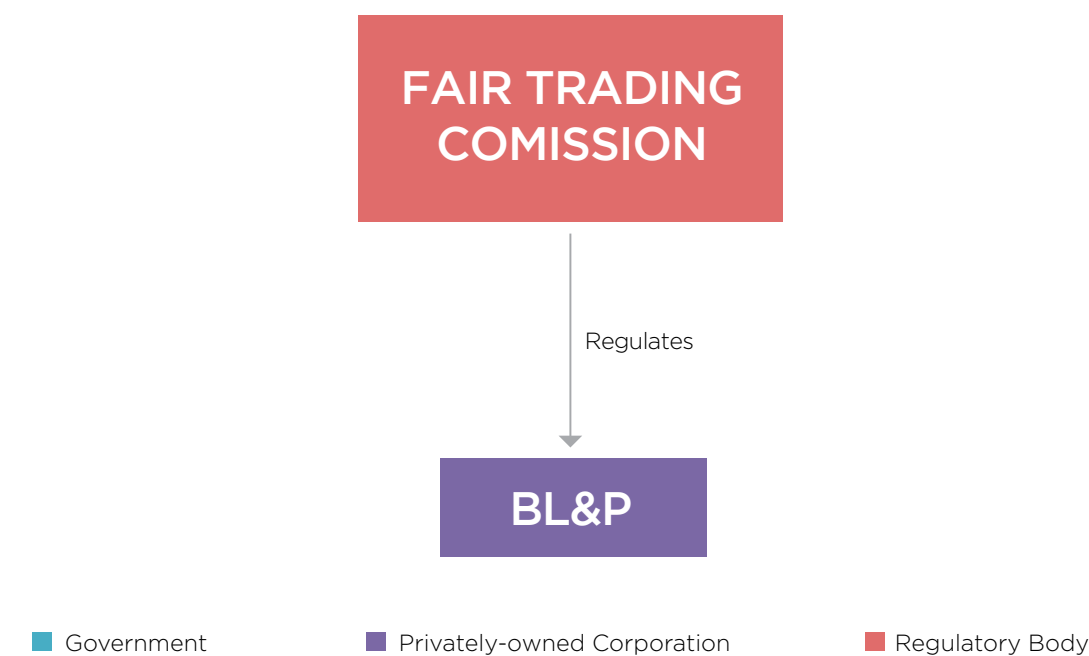 FAIR TRADING
COMISSION
Regulates
BL&P
Government
Privately-owned Corporation
Regulatory Body